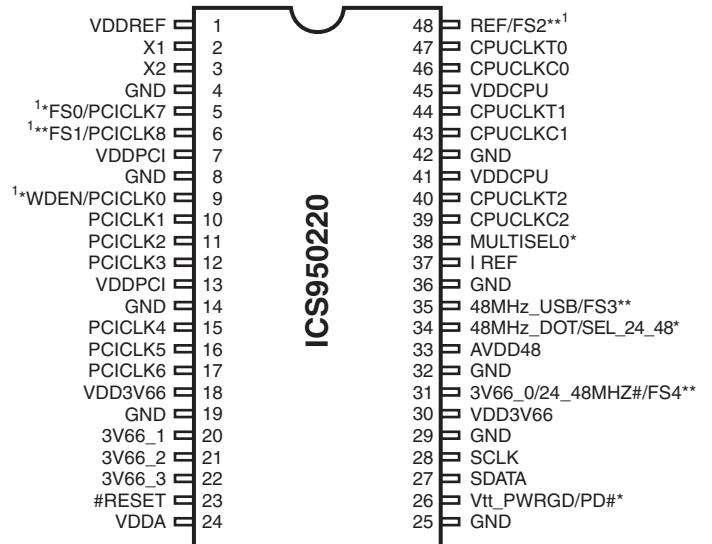 VDDREF 1 48 REF/FS2**1
X1 2 47 CPUCLKT0
X2 3 46 CPUCLKC0
GND 4 45 VDDCPU
1*FS0/PCICLK7 5 44 CPUCLKT1
1**FS1/PCICLK8 6 43 CPUCLKC1
VDDPCI 7 42 GND
GND 8 41 VDDCPU
1*WDEN/PCICLK0 9 40 CPUCLKT2
PCICLK1 10 39 CPUCLKC2
PCICLK2 11 38 MULTISEL0*
PCICLK3 12 37 I REF
VDDPCI 13 36 GND
GND 14 35 48MHz_USB/FS3**
PCICLK4 15 34 48MHz_DOT/SEL_24_48*
PCICLK5 16 33 AVDD48
PCICLK6 17 32 GND
VDD3V66 18 31 3V66_0/24_48MHZ#/FS4**
GND 19 30 VDD3V66
3V66_1 20 29 GND
3V66_2 21 28 SCLK
3V66_3 22 27 SDATA
#RESET 23 26 Vtt_PWRGD/PD#*
VDDA 24 25 GND
ICS950220